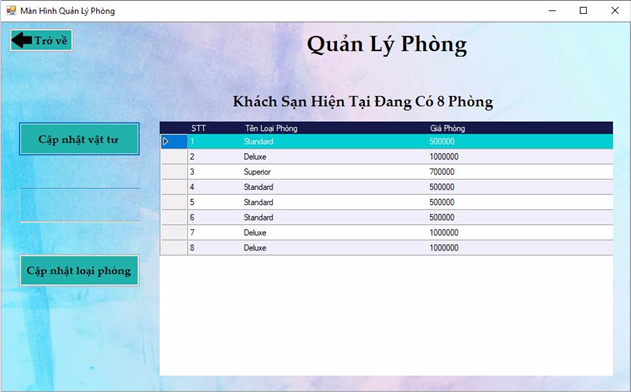 Màn Hình Quản Lý Phòng
Trở về
Quản Lý Phòng
Khách Sạn Hiện Tại Đang Có 8 Phòng
Cập nhật vật tư
Cập nhật loại phòng
STT Tên Loại Phòng Giá Phòng
1 Standard 500000
2 Deluxe 1000000
3 Superior 700000
4 Standard 500000
5 Standard 500000
6 Standard 500000
7 Deluxe 1000000
8 Deluxe 1000000